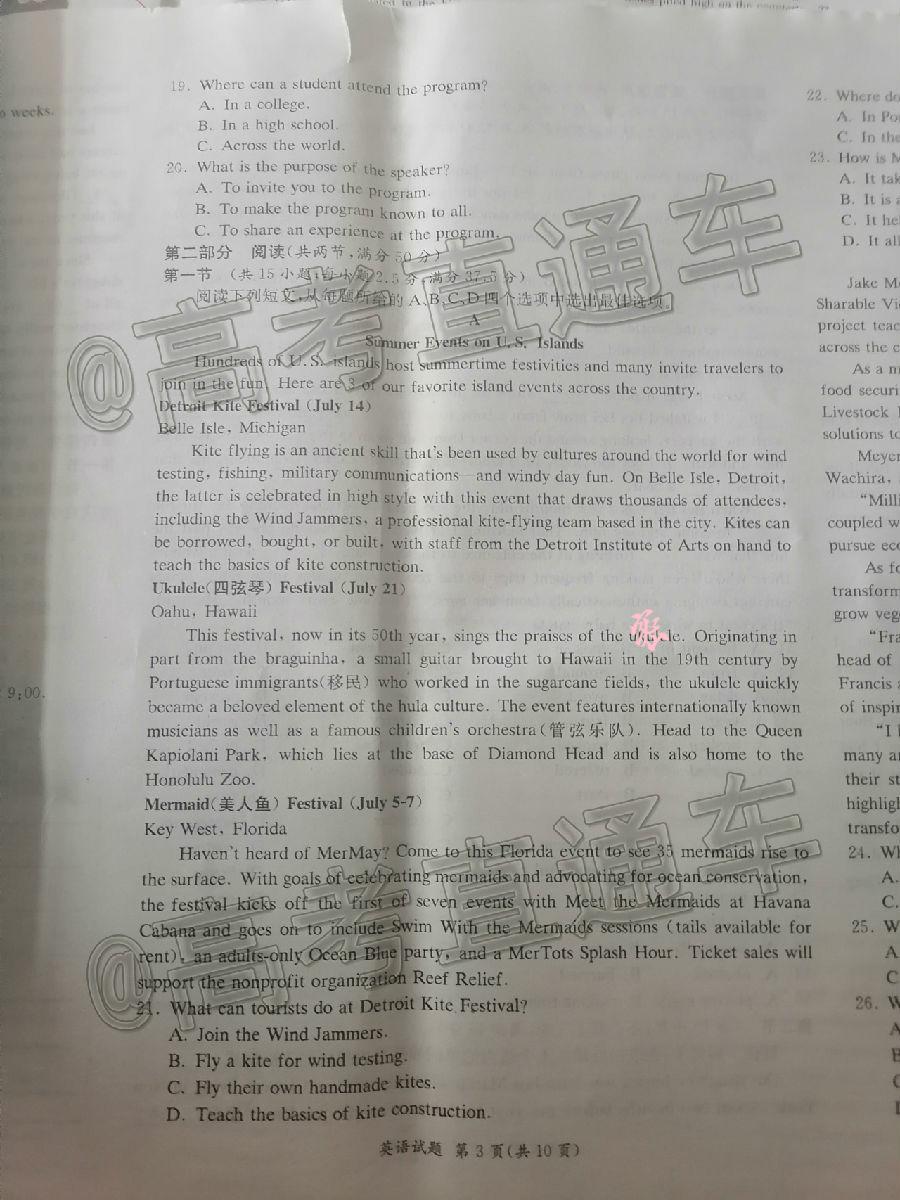 19. Where can a student attend the program?
A. In a college.
B. In a high school.
C. Across the world.
20. What is the purpose of the speaker?
A. To invite you to the program.
B. To make the program known to all.
C. To share an experience at the program.
第二部分 阅读(共两节,满分50分)
第一节 (共15小题;每小题2.5分,满分37.5分)
阅读下列短文,从每题所给的A、B、C、D四个选项中选出最佳选项。
A
Summer Events on U.S. Islands
Hundreds of U.S. islands host summertime festivities and many invite travelers to
join in the fun. Here are 3 of our favorite island events across the country.
Detroit Kite Festival (July 14)
Belle Isle, Michigan
Kite flying is an ancient skill that's been used by cultures around the world for wind
testing, fishing, military communications—and windy day fun. On Belle Isle, Detroit,
the latter is celebrated in high style with this event that draws thousands of attendees,
including the Wind Jammers, a professional kite-flying team based in the city. Kites can
be borrowed, bought, or built, with staff from the Detroit Institute of Arts on hand to
teach the basics of kite construction.
Ukulele(四弦琴) Festival (July 21)
Oahu, Hawaii
This festival, now in its 50th year, sings the praises of the ukulele. Originating in
part from the braguinha, a small guitar brought to Hawaii in the 19th century by
Portuguese immigrants(移民) who worked in the sugarcane fields, the ukulele quickly
became a beloved element of the hula culture. The event features internationally known
musicians as well as a famous children's orchestra(管弦乐队). Head to the Queen
Kapiolani Park, which lies at the base of Diamond Head and is also home to the
Honolulu Zoo.
Mermaid(美人鱼) Festival (July 5-7)
Key West, Florida
Haven't heard of MerMay? Come to this Florida event to see 35 mermaids rise to
the surface. With goals of celebrating mermaids and advocating for ocean conservation,
the festival kicks off the first of seven events with Meet the Mermaids at Havana
Cabana and goes on to include Swim With the Mermaids sessions (tails available for
rent), an adults-only Ocean Blue party, and a MerTots Splash Hour. Ticket sales will
support the nonprofit organization Reef Relief.
21. What can tourists do at Detroit Kite Festival?
A. Join the Wind Jammers.
B. Fly a kite for wind testing.
C. Fly their own handmade kites.
D. Teach the basics of kite construction.
英语试题 第3页(共10页)
weeks.
9:00.
22. Where do
A. In
C. In the
23. How is
A. It
B. It is
C. It
D. It
Jake
Sharable
project
across the
As a
food
Livestock
solutions
Meyer
Wachira,
coupled
pursue
As
grow
head of
Francis
of
"I
many
their
24.
A.
C.
25.
A
C
26.
@高考直通车
@高考直通车